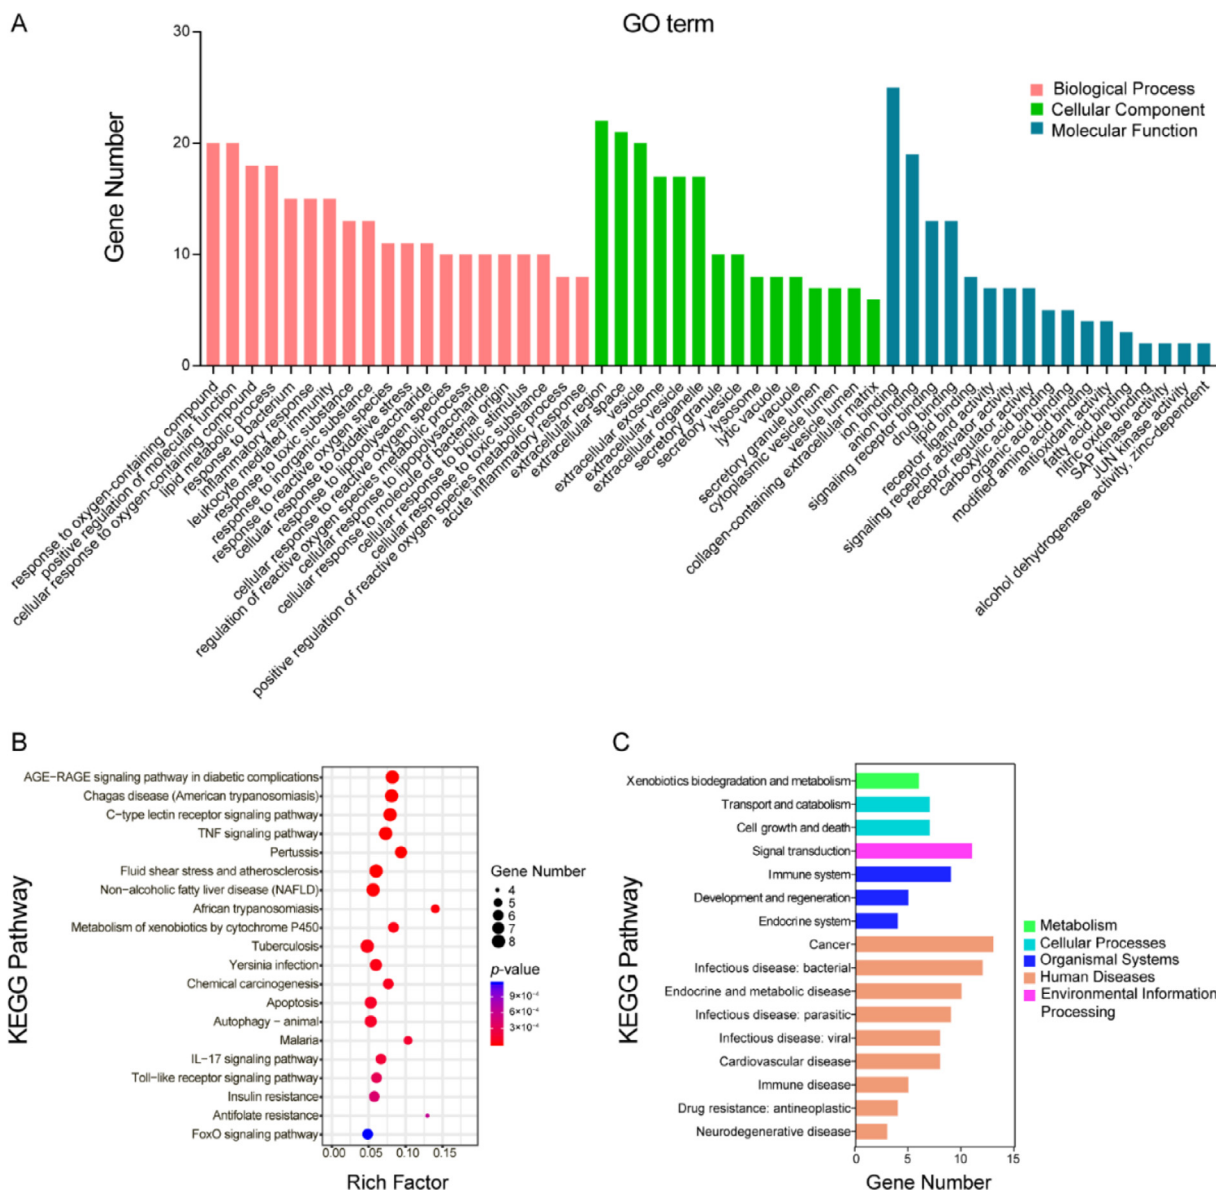 A
GO term
30
20
10
0
Gene Number
Biological Process
Cellular Component
Molecular Function
response to oxygen-containing compound
positive regulation of molecular function
cellular response to oxygen-containing compound
lipid metabolic process
response to bacterium
inflammatory response
leukocyte mediated immunity
response to toxic substance
response to inorganic substance
response to reactive oxygen species
cellular response to oxidative stress
response to lipopolysaccharide
cellular response to reactive oxygen species
regulation of reactive oxygen species metabolic process
cellular response to lipopolysaccharide
cellular response to molecule of bacterial origin
cellular response to biotic stimulus
cellular response to toxic substance
positive regulation of reactive oxygen species metabolic process
acute inflammatory response
extracellular region
extracellular space
vesicle
extracellular exosome
extracellular vesicle
extracellular organelle
secretory granule
secretory vesicle
lysosome
lytic vacuole
vacuole
secretory granule lumen
cytoplasmic vesicle lumen
vesicle lumen
collagen-containing extracellular matrix
ion binding
anion binding
signaling receptor binding
drug binding
lipid binding
receptor ligand activity
signaling receptor activator activity
receptor regulator activity
carboxylic acid binding
organic acid binding
modified amino acid binding
antioxidant activity
fatty acid binding
nitric oxide binding
SAP kinase activity
JUN kinase activity
alcohol dehydrogenase activity, zinc-dependent
B
KEGG Pathway
AGE−RAGE signaling pathway in diabetic complications
Chagas disease (American trypanosomiasis)
C-type lectin receptor signaling pathway
TNF signaling pathway
Pertussis
Fluid shear stress and atherosclerosis
Non-alcoholic fatty liver disease (NAFLD)
African trypanosomiasis
Metabolism of xenobiotics by cytochrome P450
Tuberculosis
Yersinia infection
Chemical carcinogenesis
Apoptosis
Autophagy − animal
Malaria
IL−17 signaling pathway
Toll-like receptor signaling pathway
Insulin resistance
Antifolate resistance
FoxO signaling pathway
0.00 0.05 0.10 0.15
Rich Factor
Gene Number
4
5
6
7
8
p-value
9×10⁻⁴
6×10⁻⁴
3×10⁻⁴
C
KEGG Pathway
Xenobiotics biodegradation and metabolism
Transport and catabolism
Cell growth and death
Signal transduction
Immune system
Development and regeneration
Endocrine system
Cancer
Infectious disease: bacterial
Endocrine and metabolic disease
Infectious disease: parasitic
Infectious disease: viral
Cardiovascular disease
Immune disease
Drug resistance: antineoplastic
Neurodegenerative disease
0 5 10 15
Gene Number
Metabolism
Cellular Processes
Organismal Systems
Human Diseases
Environmental Information
Processing